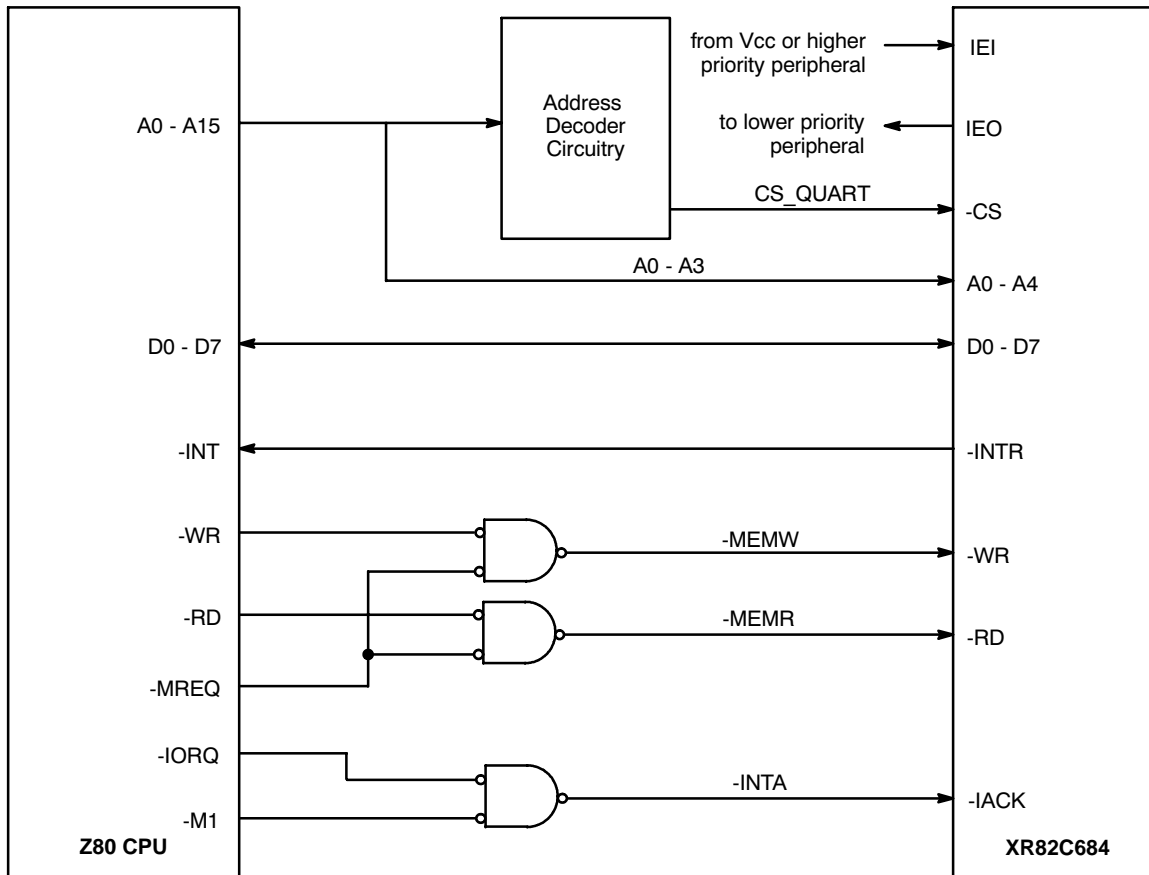 from Vcc or higher
priority peripheral
IEI
A0 - A15
Address
Decoder
Circuitry
to lower priority
peripheral
IEO
CS_QUART
-CS
A0 - A3
A0 - A4
D0 - D7
D0 - D7
-INT
-INTR
-WR
-MEMW
-WR
-RD
-MEMR
-RD
-MREQ
-IORQ
-INTA
-IACK
-M1
Z80 CPU
XR82C684